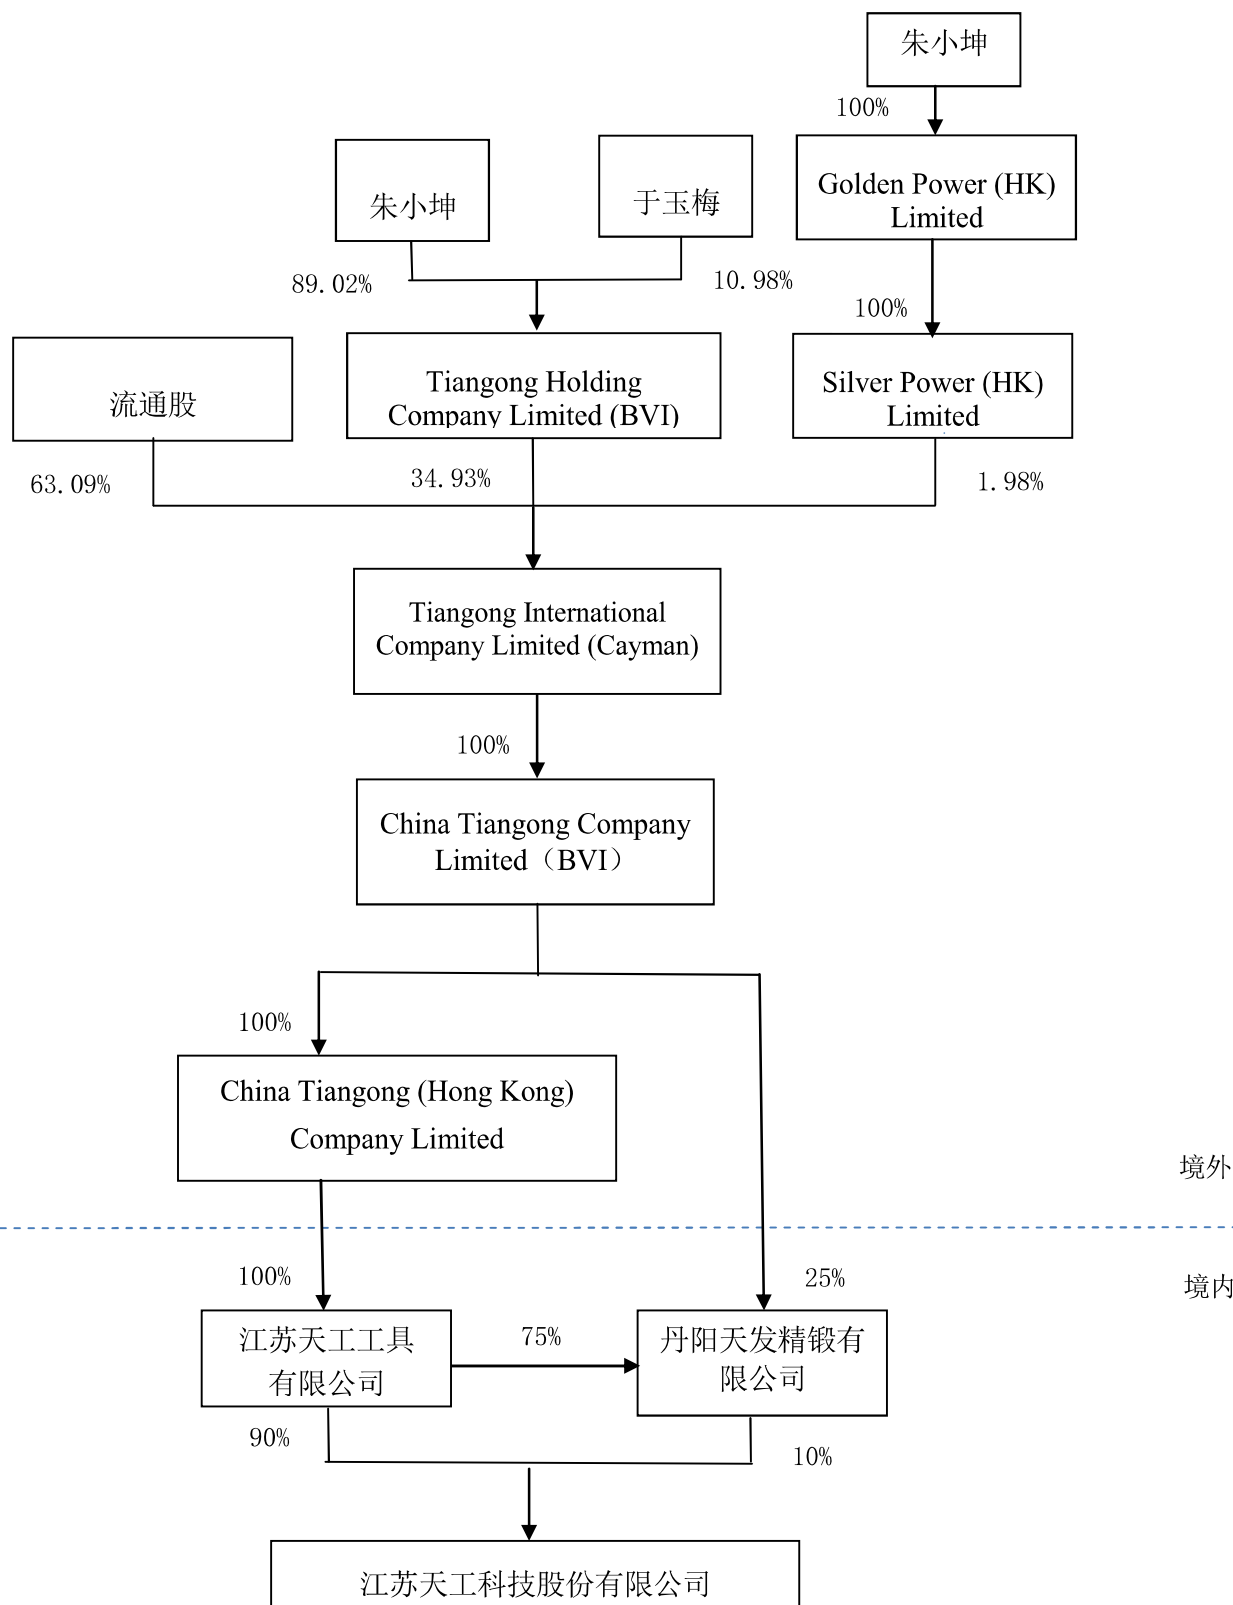 朱小坤
100%
朱小坤
于玉梅
Golden Power (HK)
Limited
89.02%
10.98%
100%
流通股
Tiangong Holding
Company Limited (BVI)
Silver Power (HK)
Limited
63.09%
34.93%
1.98%
Tiangong International
Company Limited (Cayman)
100%
China Tiangong Company
Limited（BVI）
100%
China Tiangong (Hong Kong)
Company Limited
境外
100%
25%
境内
江苏天工工具
有限公司
75%
丹阳天发精锻有
限公司
90%
10%
江苏天工科技股份有限公司